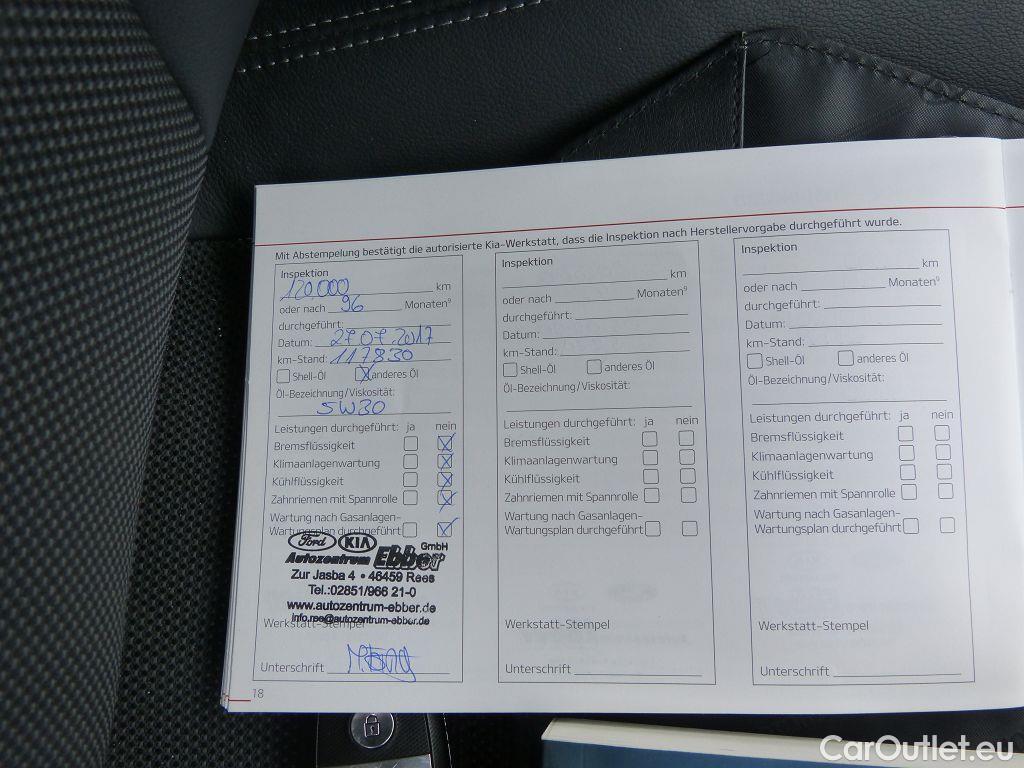 Mit Abstempelung bestätigt die autorisierte Kia-Werkstatt, dass die Inspektion nach Herstellervorgabe durchgeführt wurde.
Inspektion
120.000 km
oder nach 96 Monaten⁹
durchgeführt:
Datum: 27.07.2017
km-Stand: 117830
Shell-Öl anderes Öl
Öl-Bezeichnung/Viskosität:
5W30
Leistungen durchgeführt: ja nein
Bremsflüssigkeit
Klimaanlagenwartung
Kühlflüssigkeit
Zahnriemen mit Spannrolle
Wartung nach Gasanlagen-
Wartungsplan durchgeführt
Ford KIA GmbH
Autozentrum Ebber
Zur Jasba 4 • 46459 Rees
Tel.:02851/966 21-0
www.autozentrum-ebber.de
info.ree@autozentrum-ebber.de
Werkstatt-Stempel
Unterschrift
18
Inspektion
km
oder nach Monaten⁹
durchgeführt:
Datum:
km-Stand:
Shell-Öl anderes Öl
Öl-Bezeichnung/Viskosität:
Leistungen durchgeführt: ja nein
Bremsflüssigkeit
Klimaanlagenwartung
Kühlflüssigkeit
Zahnriemen mit Spannrolle
Wartung nach Gasanlagen-
Wartungsplan durchgeführt
Werkstatt-Stempel
Unterschrift
Inspektion
km
oder nach Monaten⁹
durchgeführt:
Datum:
km-Stand:
Shell-Öl anderes Öl
Öl-Bezeichnung/Viskosität:
Leistungen durchgeführt: ja nein
Bremsflüssigkeit
Klimaanlagenwartung
Kühlflüssigkeit
Zahnriemen mit Spannrolle
Wartung nach Gasanlagen-
Wartungsplan durchgeführt
Werkstatt-Stempel
Unterschrift
CarOutlet.eu